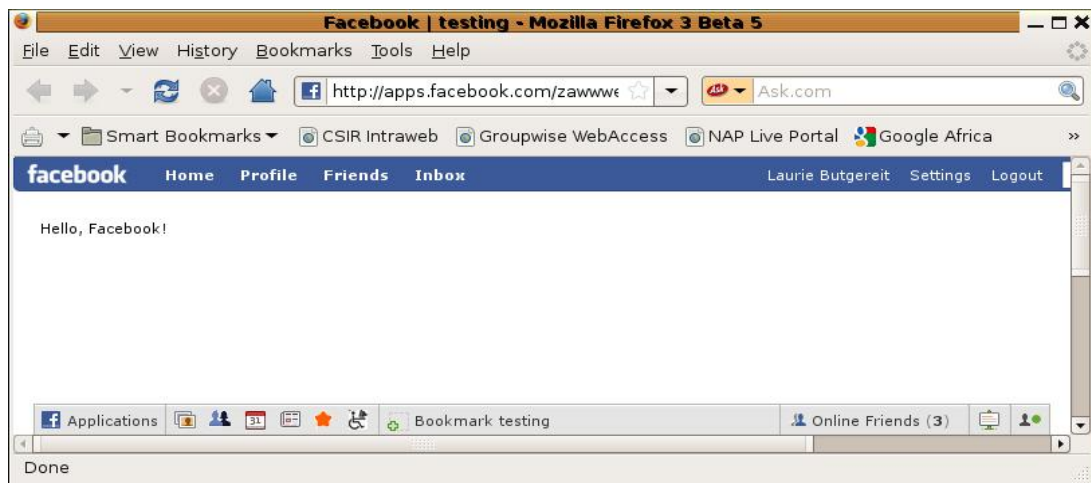 Facebook | testing - Mozilla Firefox 3 Beta 5
File Edit View History Bookmarks Tools Help
http://apps.facebook.com/zawwwe Ask.com
Smart Bookmarks CSIR Intraweb Groupwise WebAccess NAP Live Portal Google Africa »
facebook Home Profile Friends Inbox Laurie Butgereit Settings Logout
Hello, Facebook!
Applications 31 Bookmark testing Online Friends (3)
Done